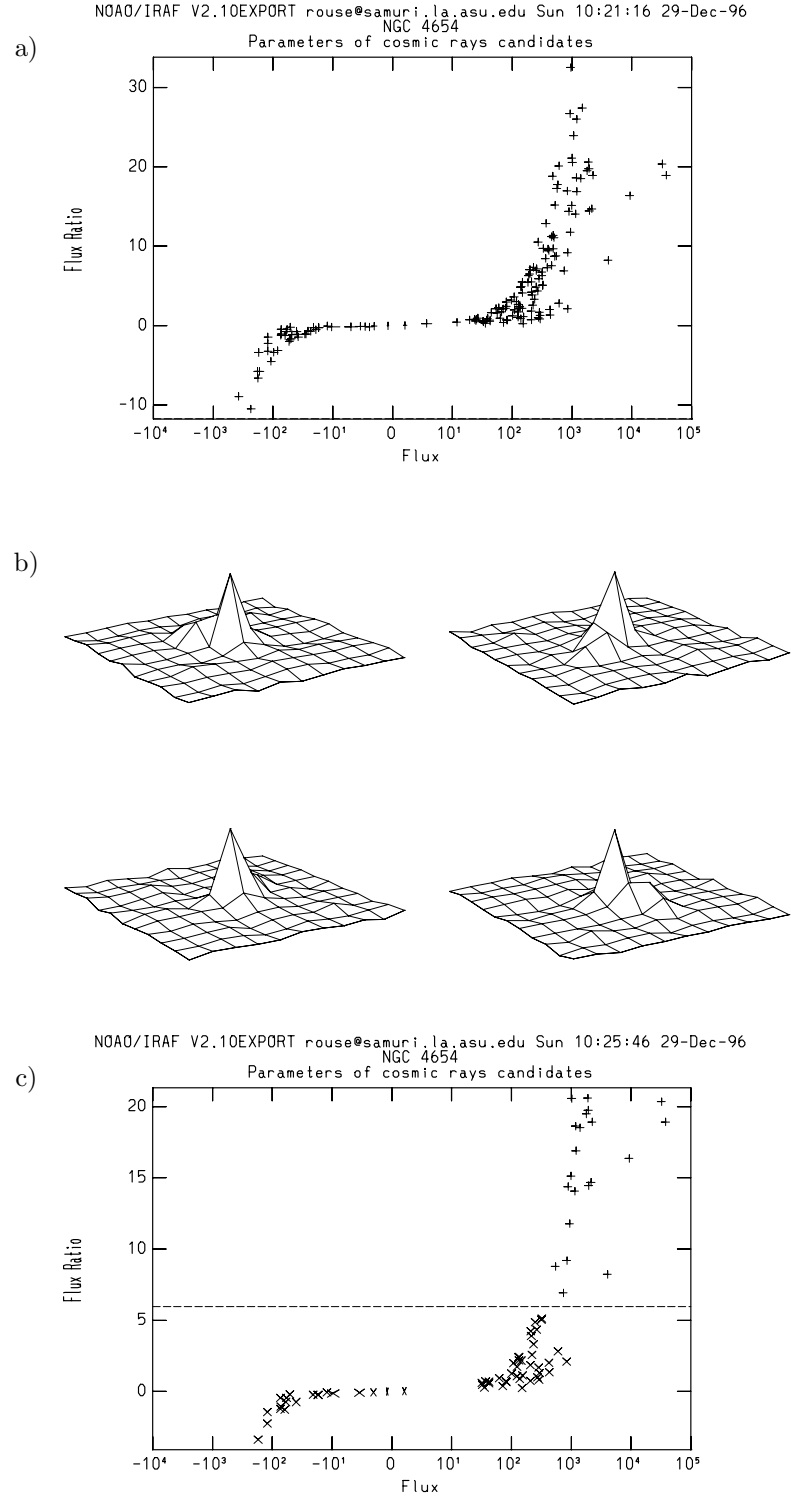 NOAO/IRAF V2.10EXPORT rouse@samuri.la.asu.edu Sun 10:21:16 29-Dec-96
NGC 4654
Parameters of cosmic rays candidates
a)
30
20
10
0
-10
Flux Ratio
-10⁴ -10³ -10² -10¹ 0 10¹ 10² 10³ 10⁴ 10⁵
Flux
b)
NOAO/IRAF V2.10EXPORT rouse@samuri.la.asu.edu Sun 10:25:46 29-Dec-96
NGC 4654
Parameters of cosmic rays candidates
c)
20
15
10
5
0
Flux Ratio
-10⁴ -10³ -10² -10¹ 0 10¹ 10² 10³ 10⁴ 10⁵
Flux